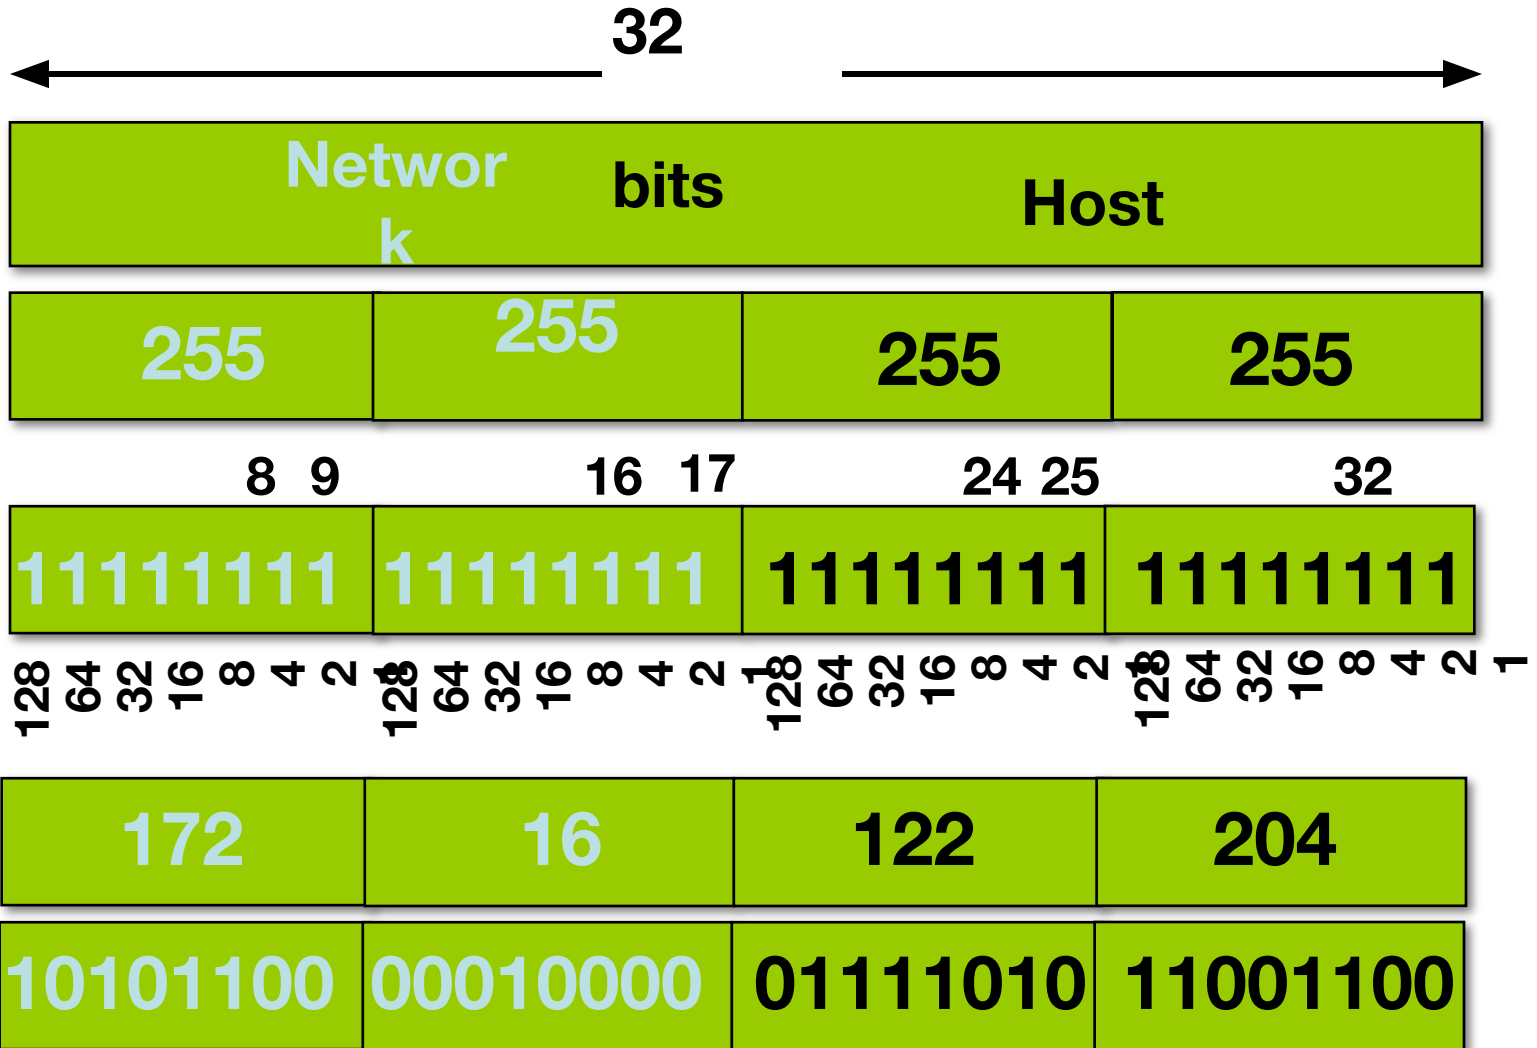 32
Networ
k
bits
Host
255 255 255 255
8 9 16 17 24 25 32
11111111 11111111 11111111 11111111
128 64 32 16 8 4 2 1 128 64 32 16 8 4 2 1 128 64 32 16 8 4 2 1 128 64 32 16 8 4 2 1
172 16 122 204
10101100 00010000 01111010 11001100